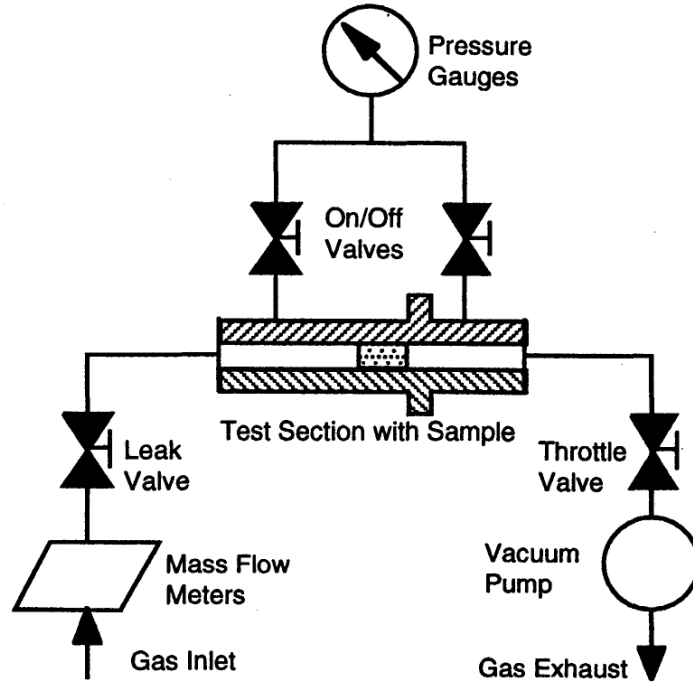 Pressure
Gauges
On/Off
Valves
Test Section with Sample
Leak
Valve
Throttle
Valve
Mass Flow
Meters
Vacuum
Pump
Gas Inlet
Gas Exhaust